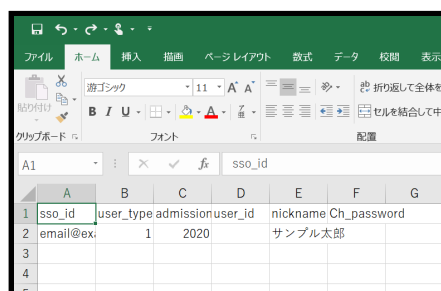 ファイル ホーム 挿入 描画 ページ レイアウト 数式 データ 校閲 表示
貼り付け 游ゴシック 11 A A ab 折り返して全体を
B I U A セルを結合して中
クリップボード フォント 配置
A1 fx sso_id
A B C D E F G
1 sso_id user_type admission user_id nickname Ch_password
2 email@ex 1 2020 サンプル太郎
3
4